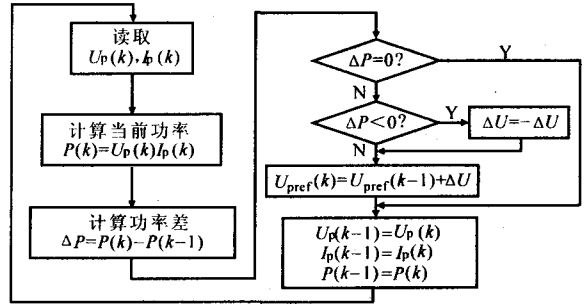 读取
Up(k),Ip(k)
计算当前功率
P(k)=Up(k)Ip(k)
计算功率差
ΔP=P(k)-P(k-1)
ΔP=0?
Y
N
ΔP<0?
Y
ΔU=-ΔU
N
Upref(k)=Upref(k-1)+ΔU
Up(k-1)=Up(k)
Ip(k-1)=Ip(k)
P(k-1)=P(k)